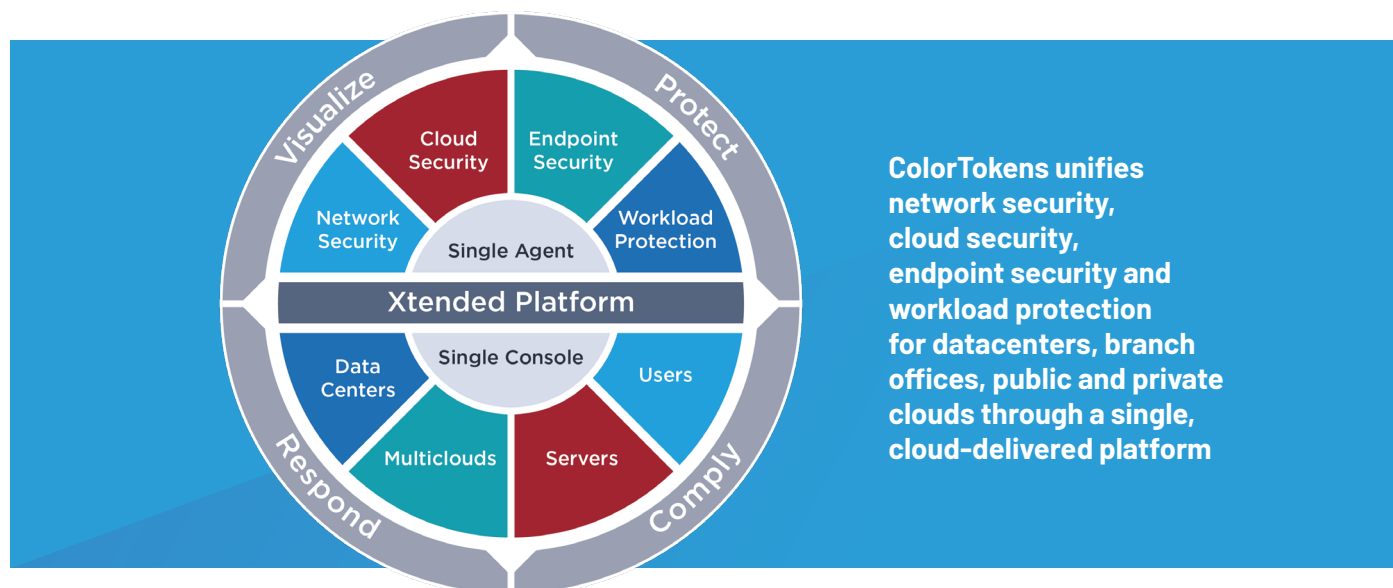 Visualize
Protect
Cloud
Security
Endpoint
Security
Network
Security
Workload
Protection
Single Agent
Xtended Platform
Single Console
Data
Centers
Users
Multiclouds
Servers
Respond
Comply
ColorTokens unifies
network security,
cloud security,
endpoint security and
workload protection
for datacenters, branch
offices, public and private
clouds through a single,
cloud-delivered platform